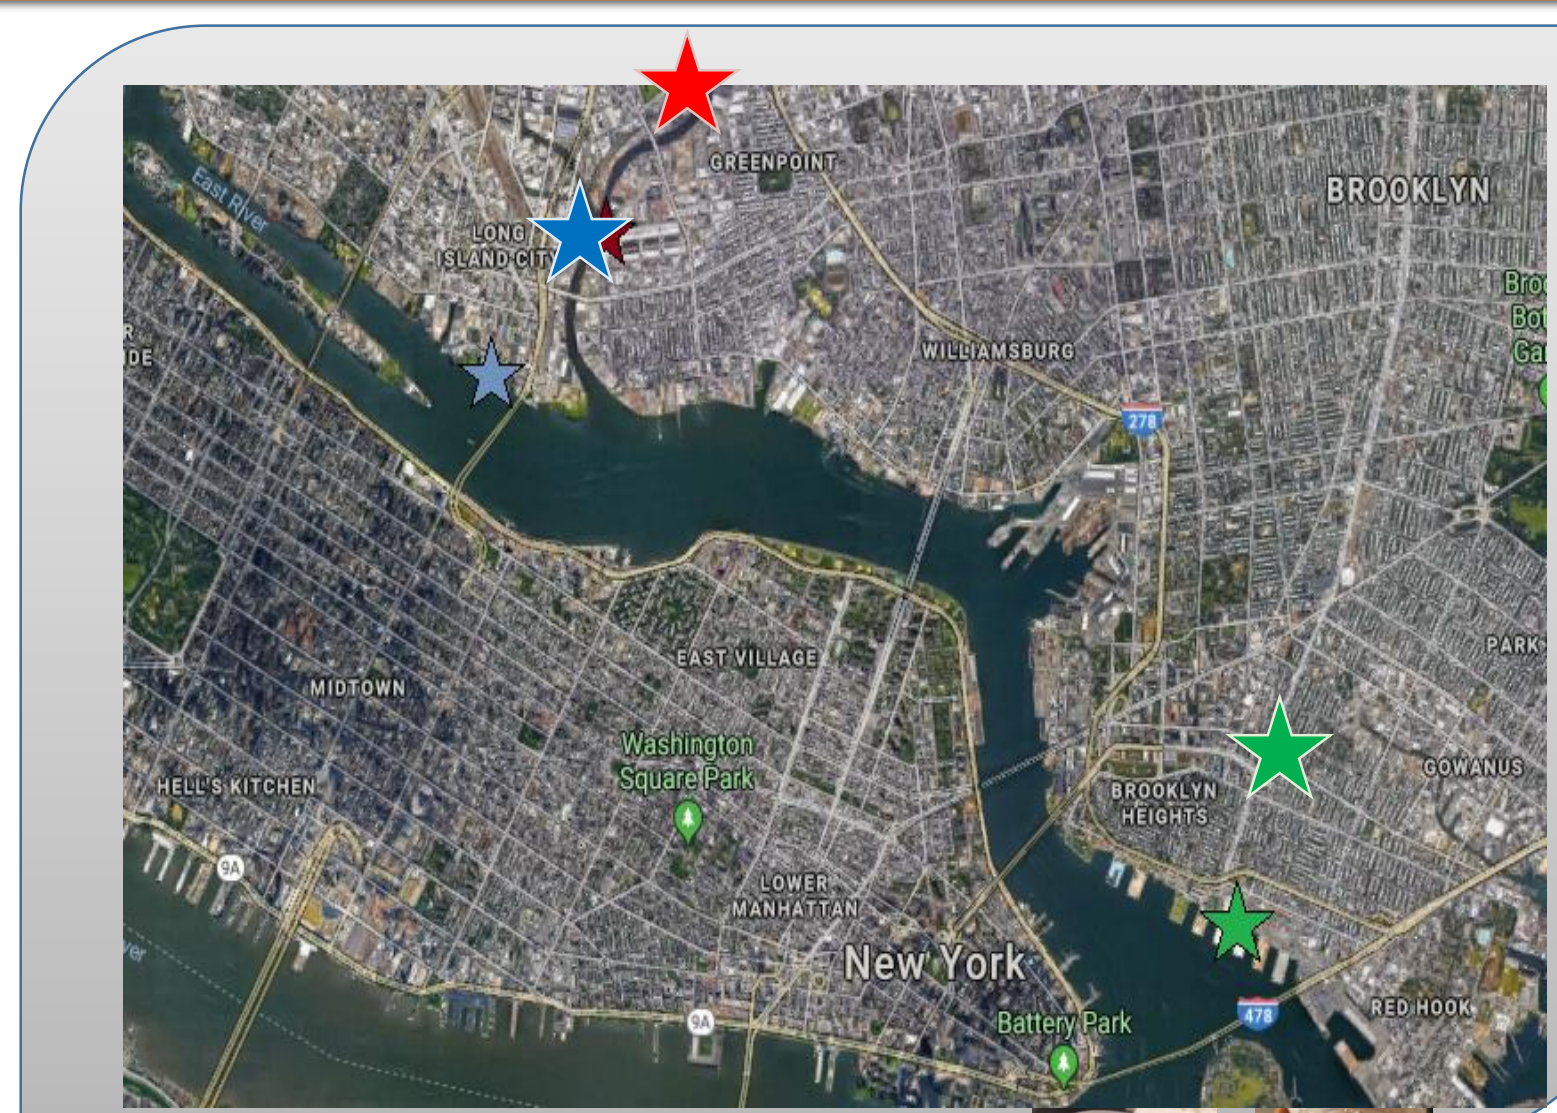 GREENPOINT
BROOKLYN
East River
LONG
ISLAND CITY
Bot
WILLIAMSBURG
278
EAST VILLAGE
PARK
MIDTOWN
Washington
Square Park
GOWANUS
HELL'S KITCHEN
BROOKLYN
HEIGHTS
9A
LOWER
MANHATTAN
New York
RED HOOK
478
9A
Battery Park